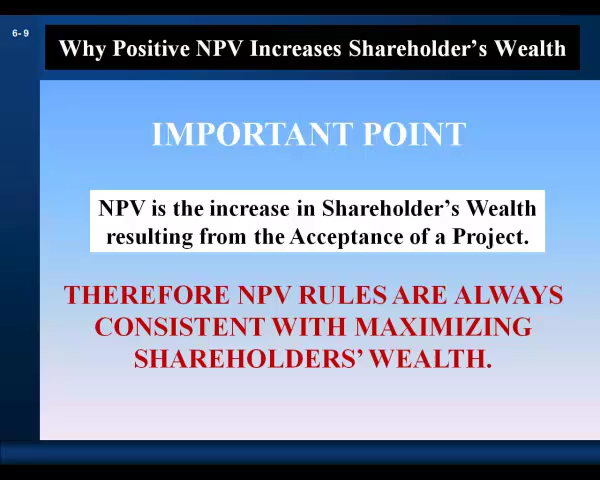 6-9
Why Positive NPV Increases Shareholder's Wealth
IMPORTANT POINT
NPV is the increase in Shareholder's Wealth
resulting from the Acceptance of a Project.
THEREFORE NPV RULES ARE ALWAYS
CONSISTENT WITH MAXIMIZING
SHAREHOLDERS' WEALTH.